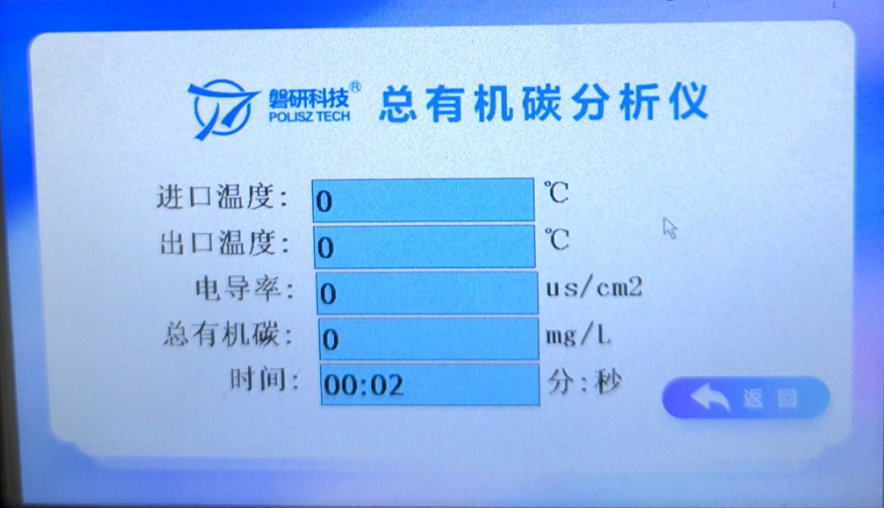 磐研科技® 总有机碳分析仪
POLISZ TECH
进口温度: 0 ℃
出口温度: 0 ℃
电导率: 0 us/cm2
总有机碳: 0 mg/L
时间: 00:02 分:秒
返回